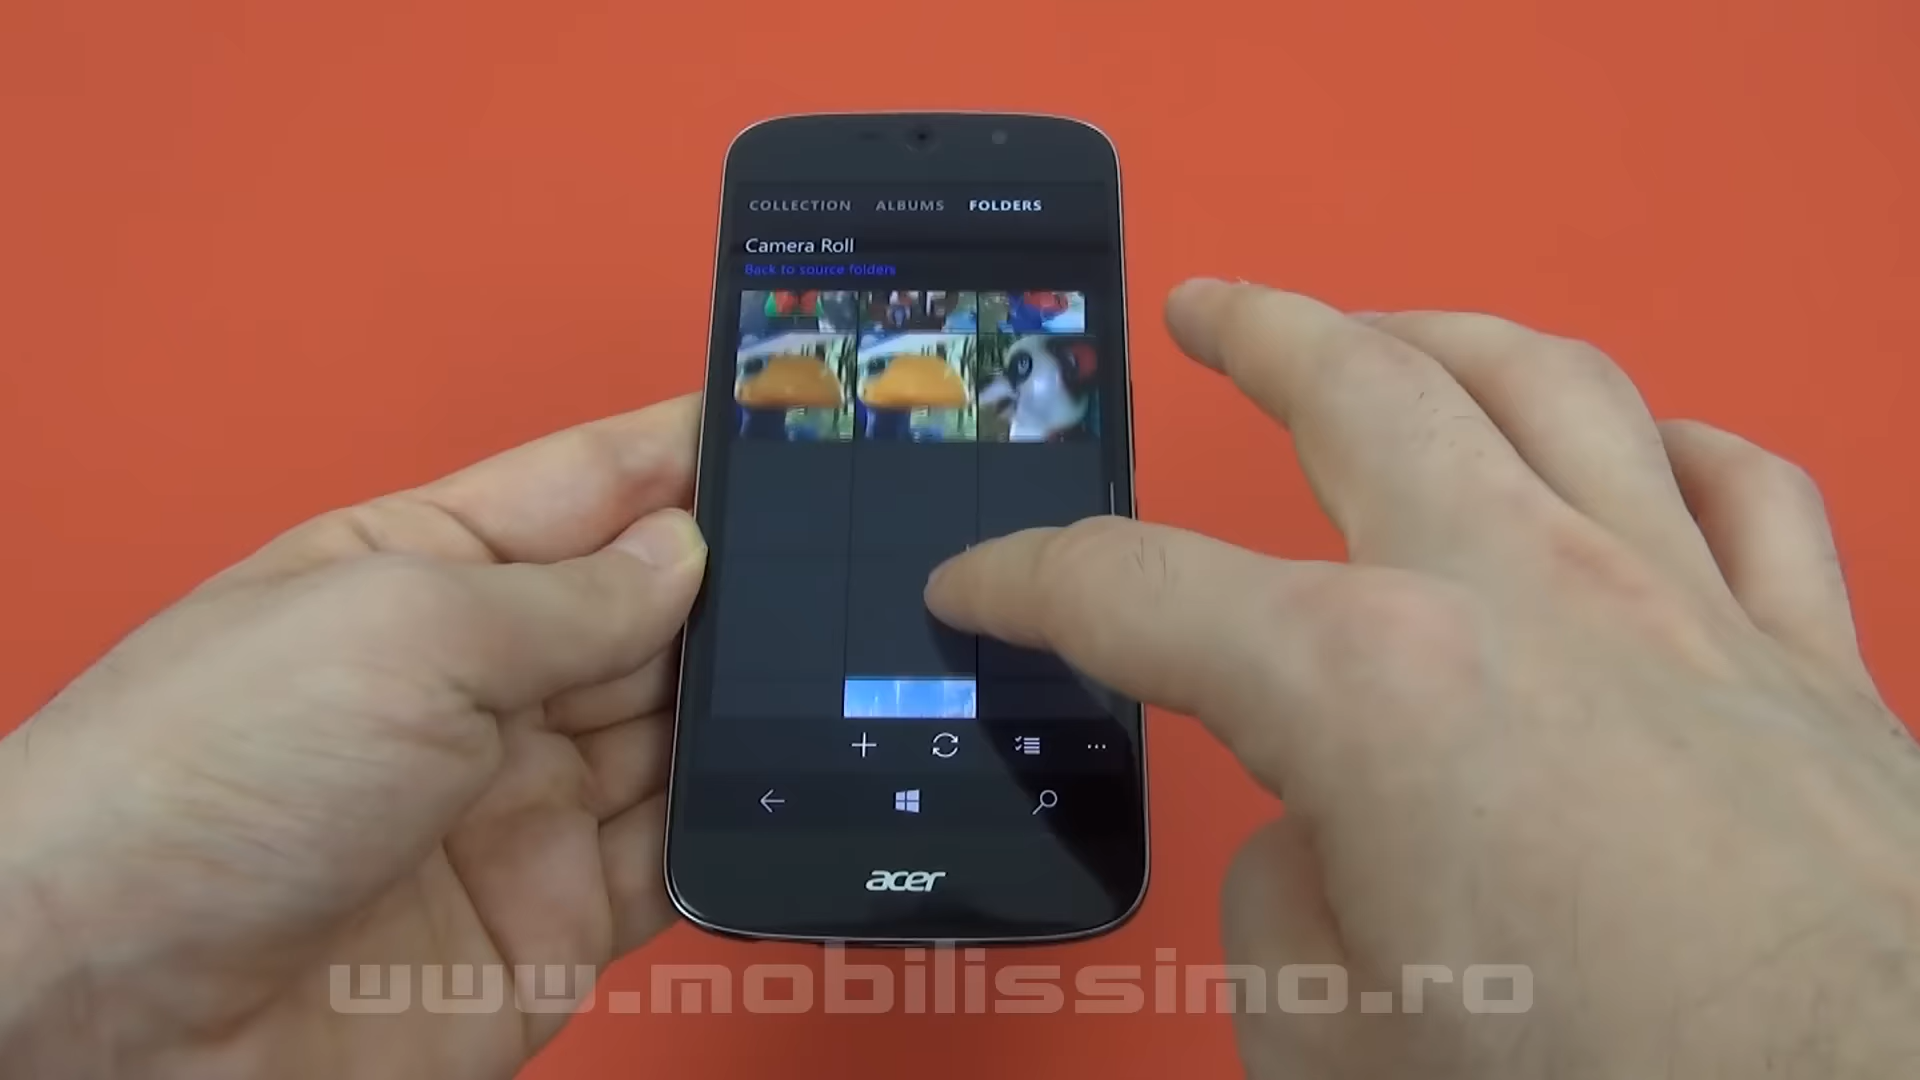 COLLECTION ALBUMS FOLDERS
Camera Roll
Back to source folders
acer
www.mobilissimo.ro